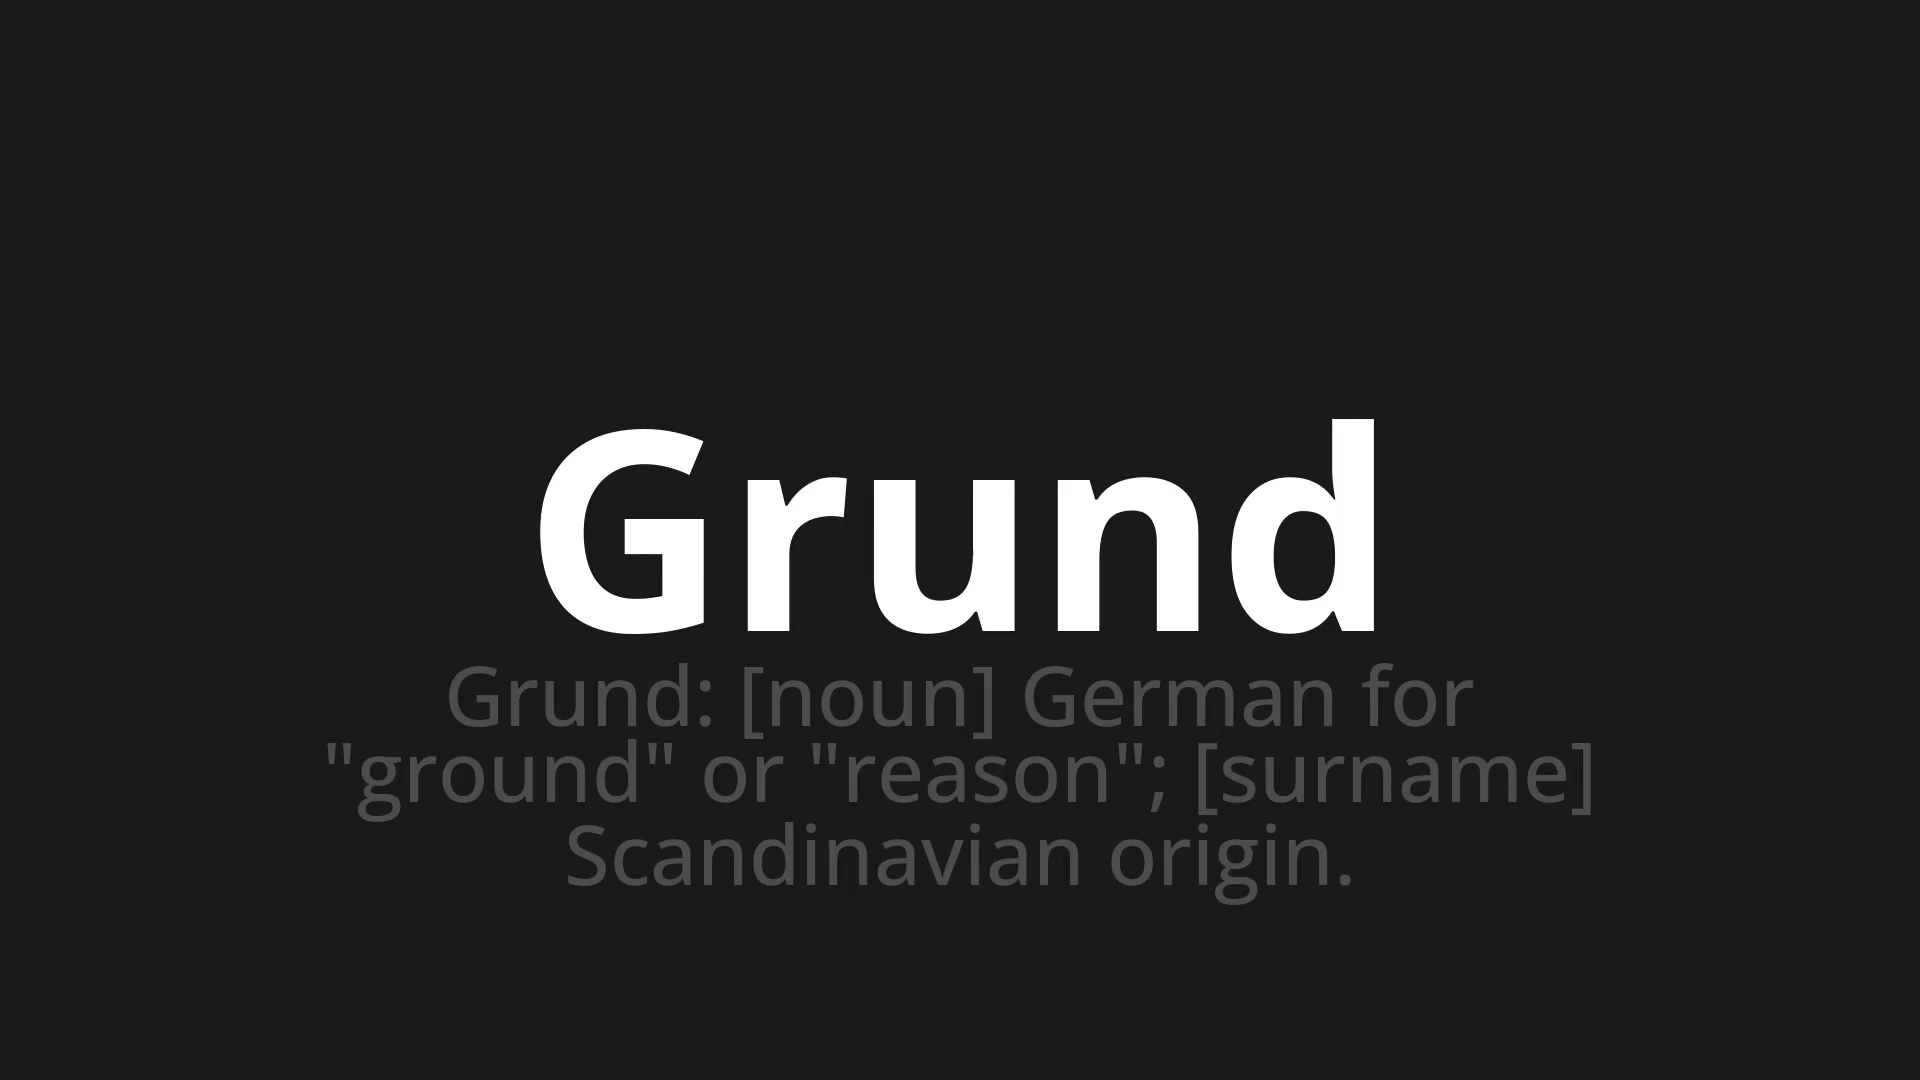 Grund
Grund: [noun] German for
"ground" or "reason"; [surname]
Scandinavian origin.